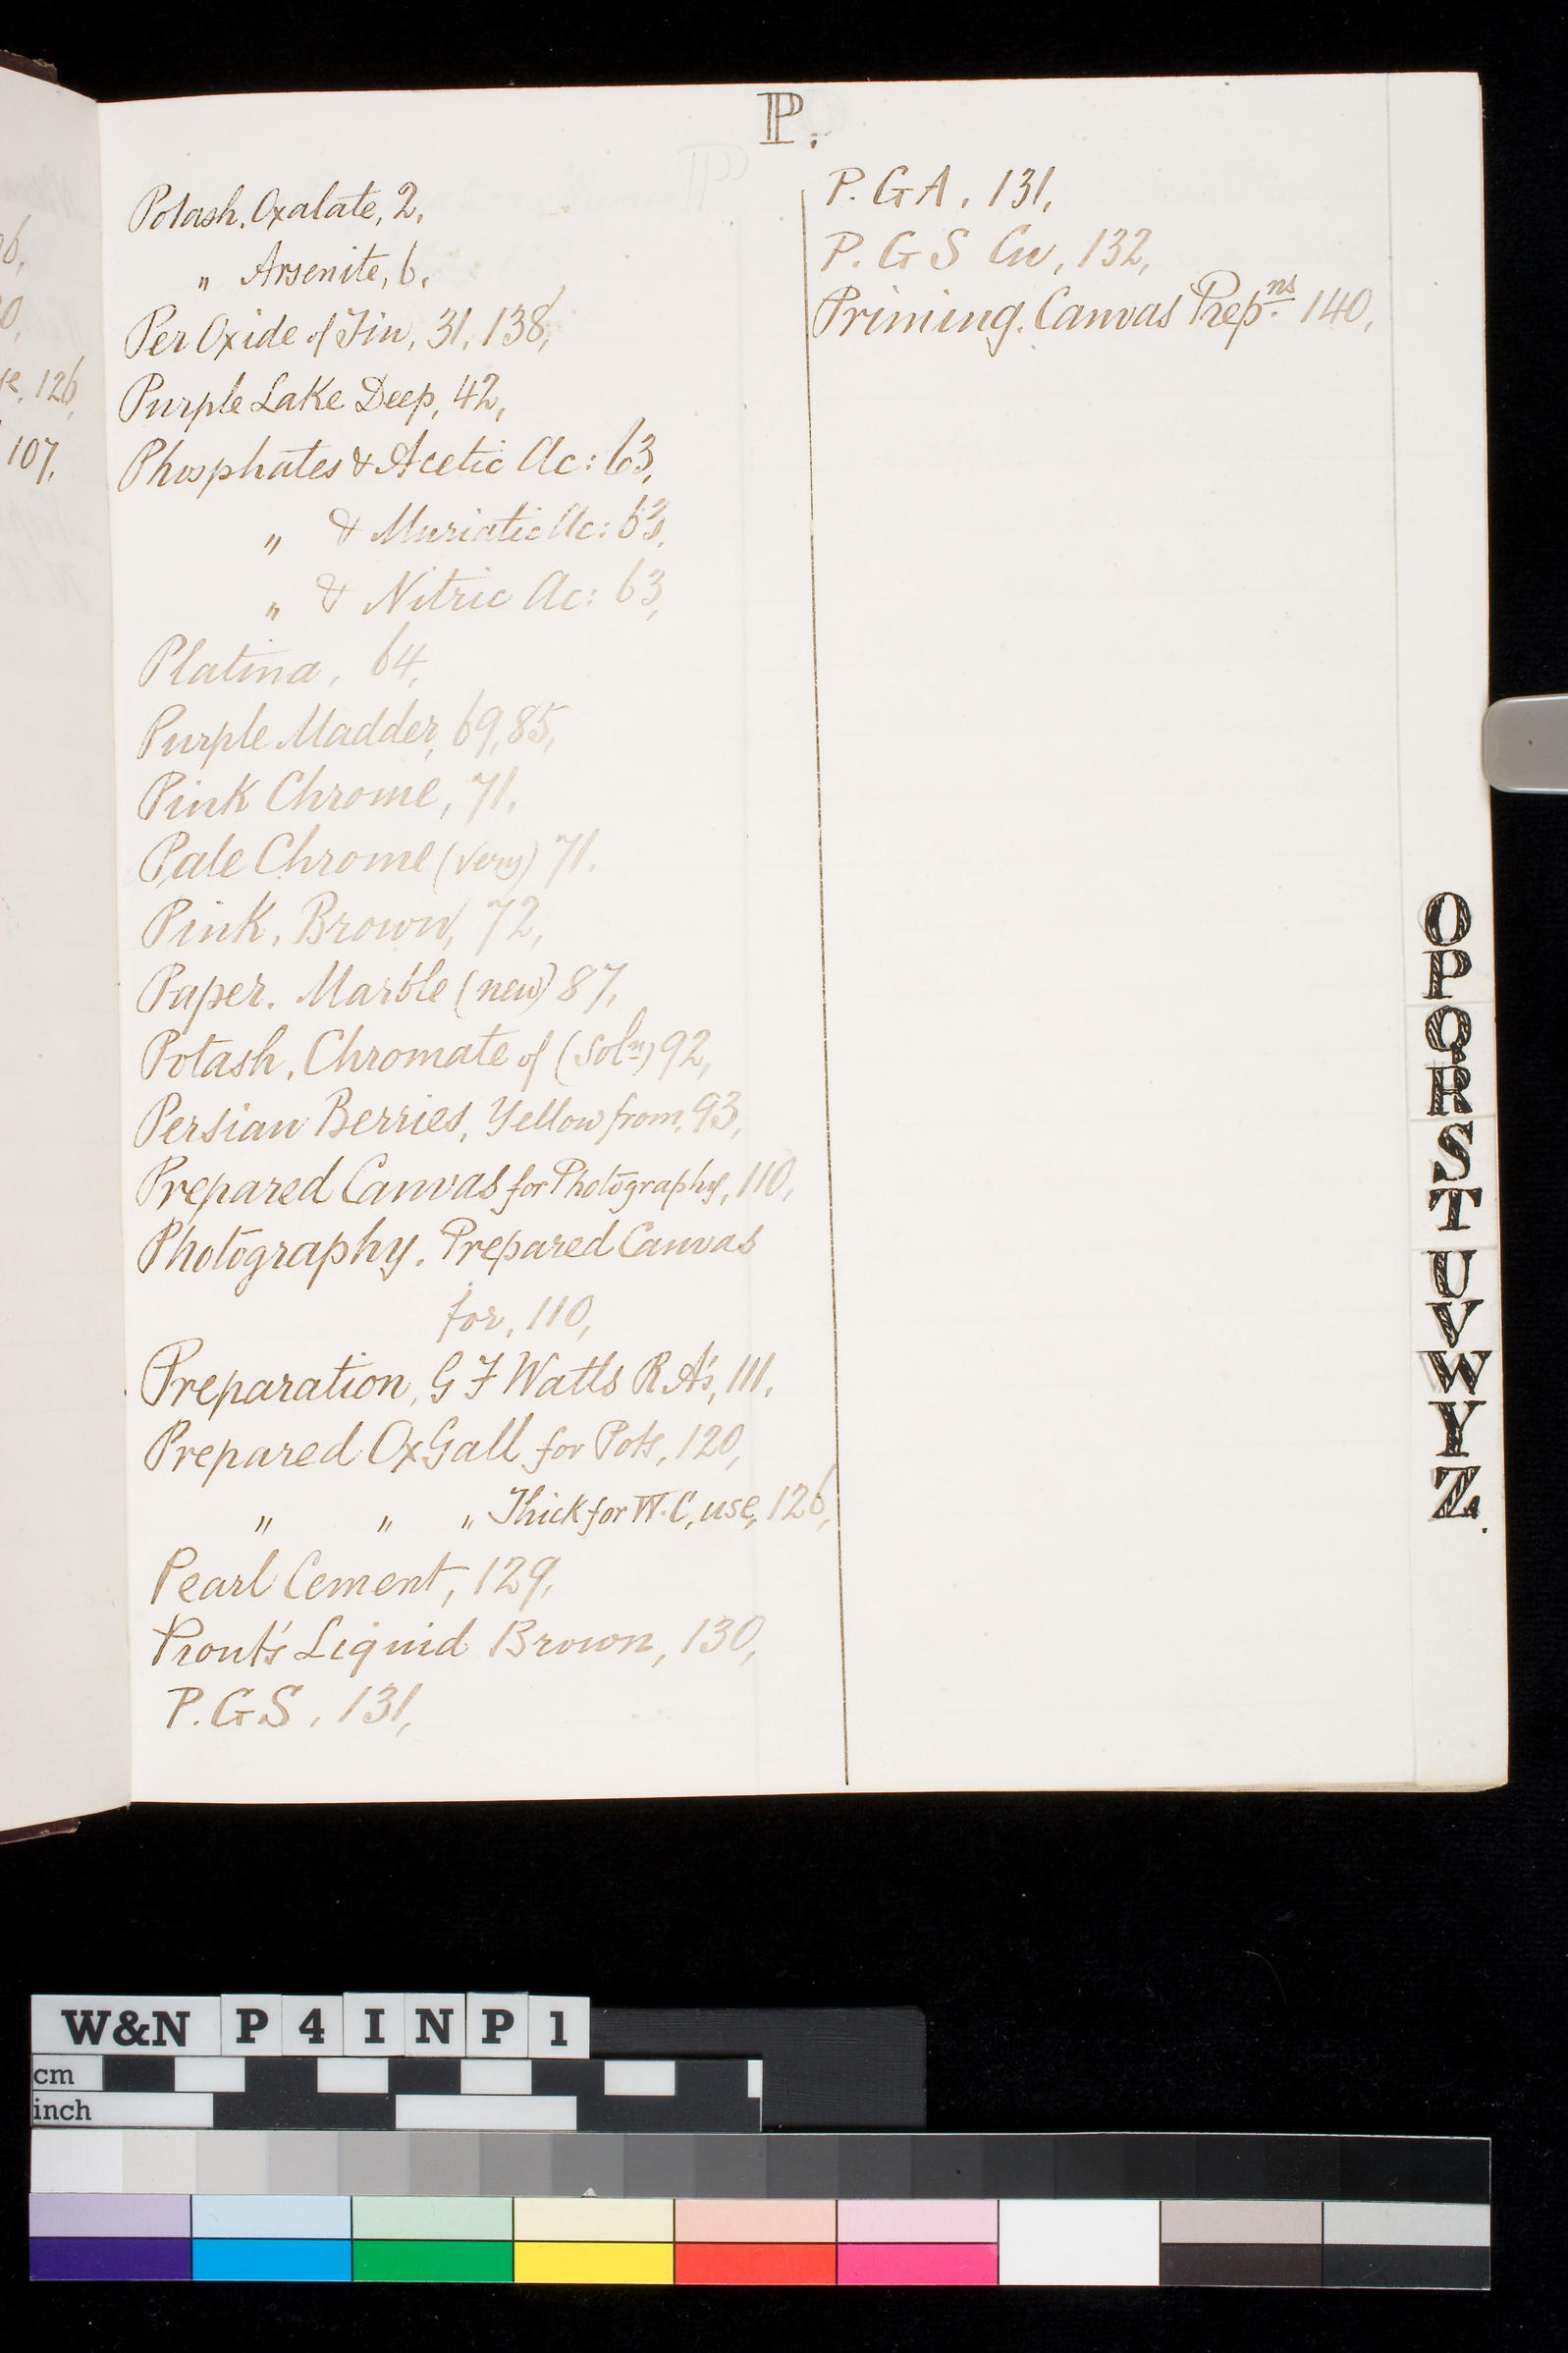 P.
Potash. Oxalate, 2,
" Arsenite, 6,
Per Oxide of Tin, 31, 138,
Purple Lake Deep, 42,
Phosphates & Acetic Ac: 63,
" & Muriatic Ac: 63,
" & Nitric Ac: 63,
Platina, 64,
Purple Madder, 69, 85,
Pink Chrome, 71,
Pale Chrome (very) 71.
Pink. Brown, 72,
Paper. Marble (new) 87,
Potash. Chromate of (Soln) 92,
Persian Berries, Yellow from, 93,
Prepared Canvas for Photography, 110,
Photography. Prepared Canvas
for, 110,
Preparation, G F Watts R A's, 111,
Prepared Ox Gall for Pots, 120,
" " " Thick for W.C, use, 126,
Pearl Cement, 129,
Prout's Liquid Brown, 130,
P.G.S, 131,
P.G A, 131,
P. G S Cu, 132,
Priming. Canvas Prepns 140,
126,
107,
O
P
Q
R
S
T
U
V
W
Y
Z.
W&N P 4 I N P 1
cm
inch